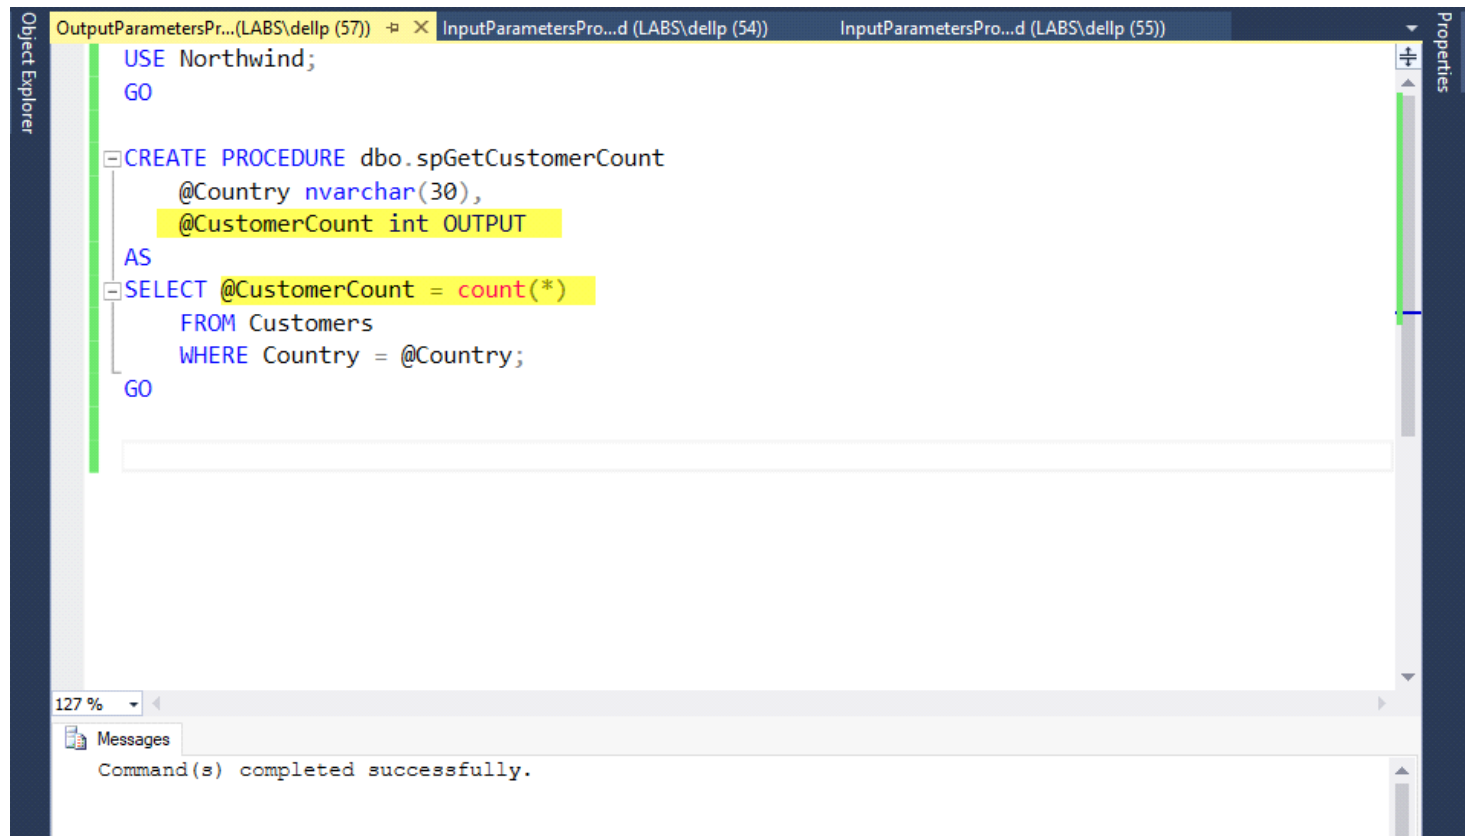 OutputParametersPr...(LABS\dellp (57)) InputParametersPro...d (LABS\dellp (54)) InputParametersPro...d (LABS\dellp (55))
Object Explorer
Properties
USE Northwind;
GO
CREATE PROCEDURE dbo.spGetCustomerCount
@Country nvarchar(30),
@CustomerCount int OUTPUT
AS
SELECT @CustomerCount = count(*)
FROM Customers
WHERE Country = @Country;
GO
127 %
Messages
Command(s) completed successfully.